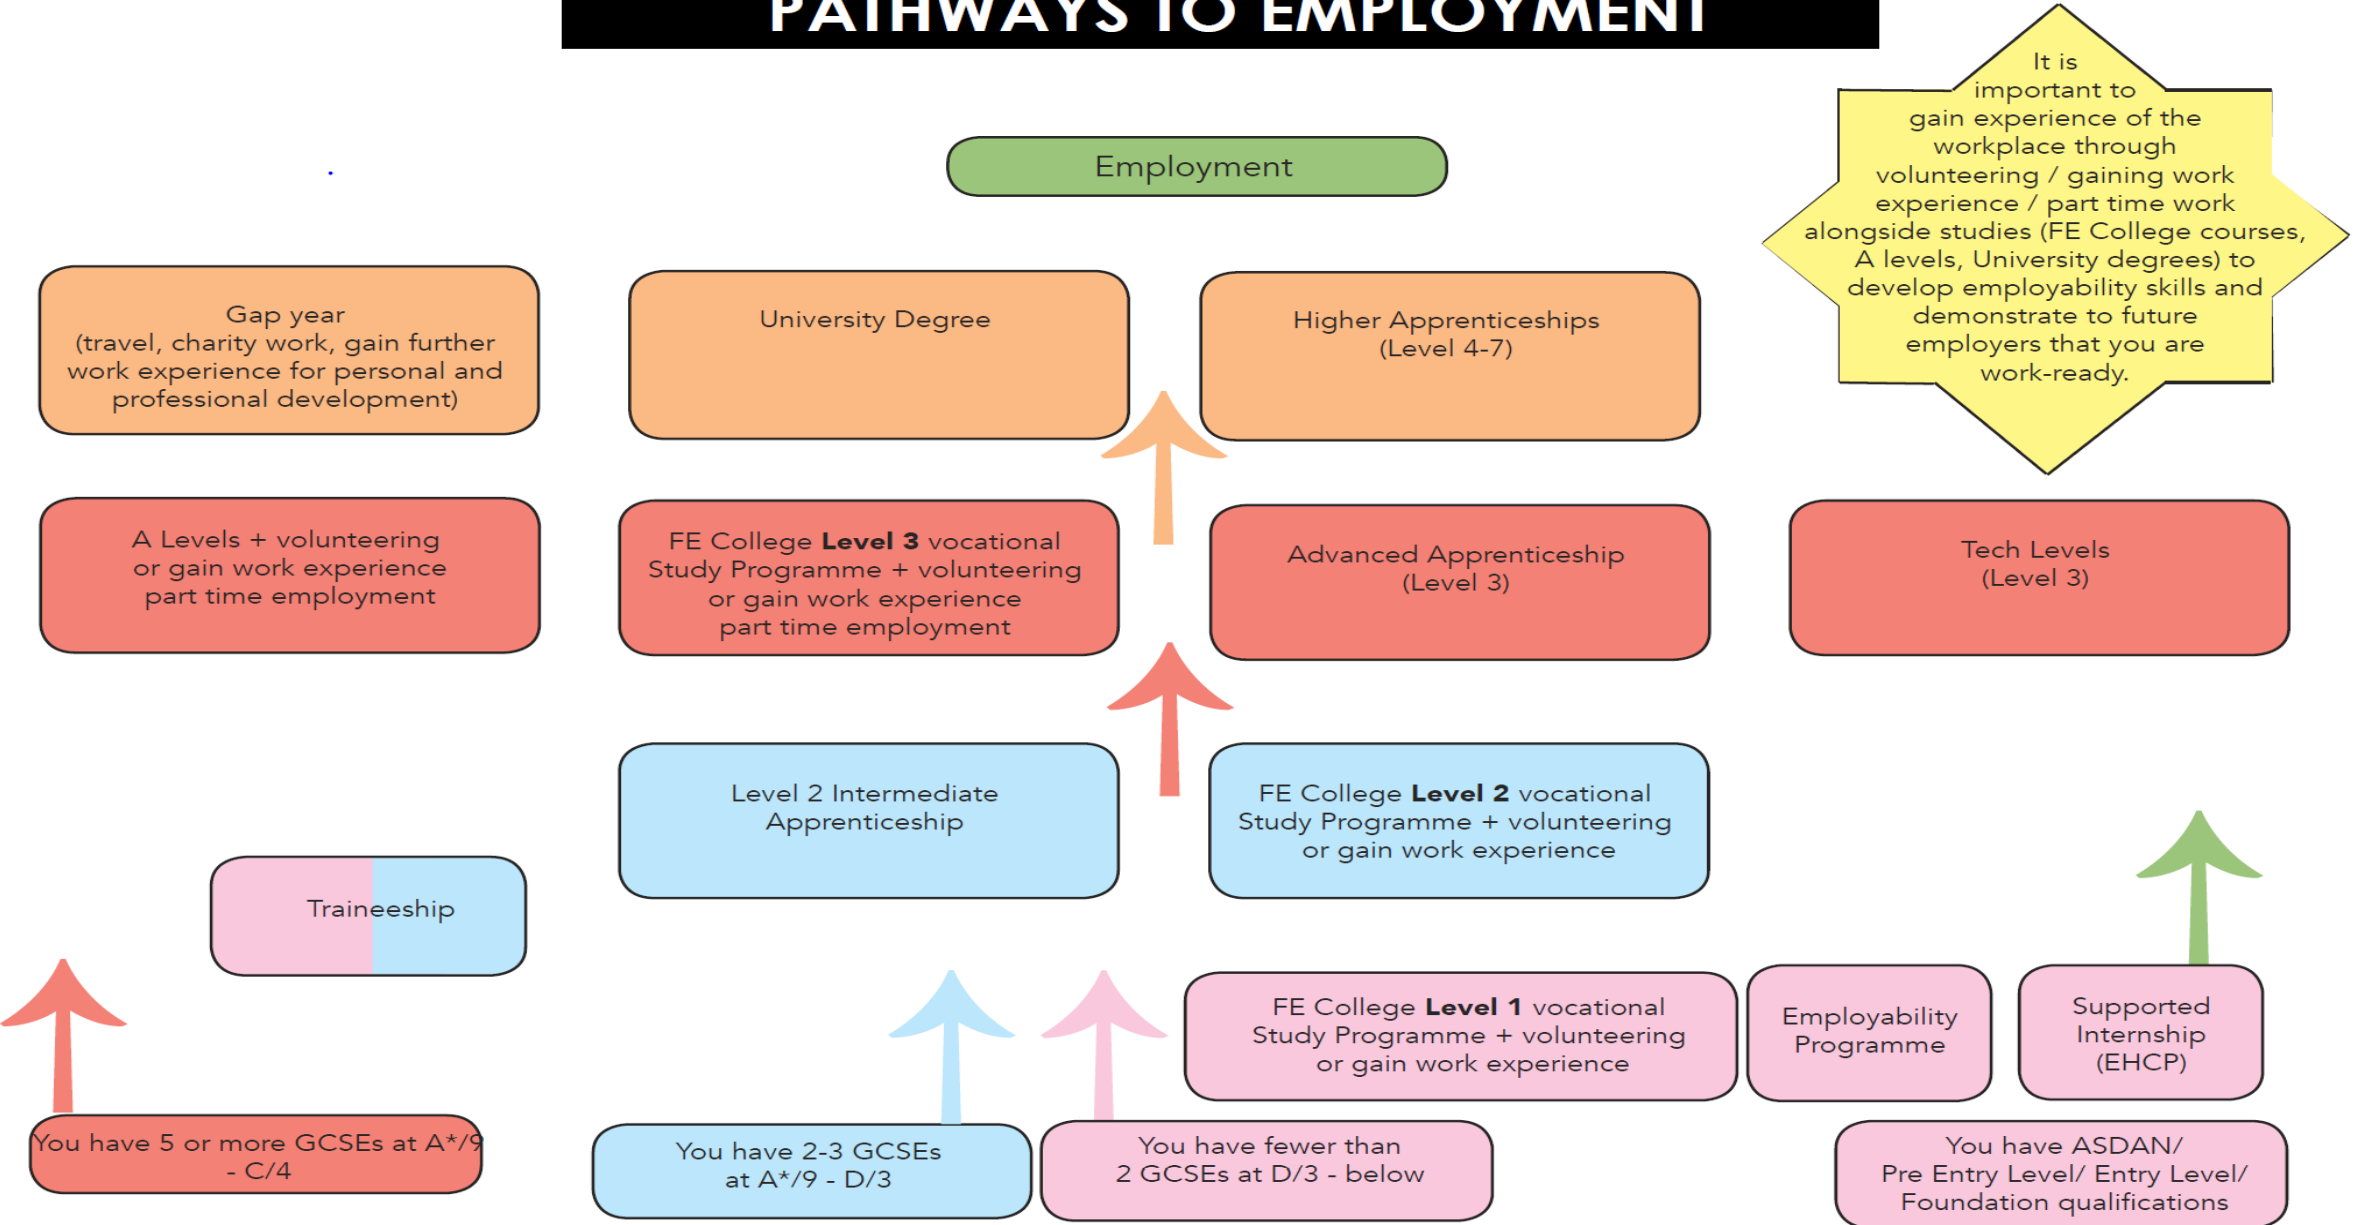 PATHWAYS TO EMPLOYMENT
It is
important to
gain experience of the
workplace through
volunteering / gaining work
experience / part time work
alongside studies (FE College courses,
A levels, University degrees) to
develop employability skills and
demonstrate to future
employers that you are
work-ready.
Employment
Gap year
(travel, charity work, gain further
work experience for personal and
professional development)
University Degree
Higher Apprenticeships
(Level 4-7)
A Levels + volunteering
or gain work experience
part time employment
FE College Level 3 vocational
Study Programme + volunteering
or gain work experience
part time employment
Advanced Apprenticeship
(Level 3)
Tech Levels
(Level 3)
Level 2 Intermediate
Apprenticeship
FE College Level 2 vocational
Study Programme + volunteering
or gain work experience
Traineeship
FE College Level 1 vocational
Study Programme + volunteering
or gain work experience
Employability
Programme
Supported
Internship
(EHCP)
You have 5 or more GCSEs at A*/9
- C/4
You have 2-3 GCSEs
at A*/9 - D/3
You have fewer than
2 GCSEs at D/3 - below
You have ASDAN/
Pre Entry Level/ Entry Level/
Foundation qualifications